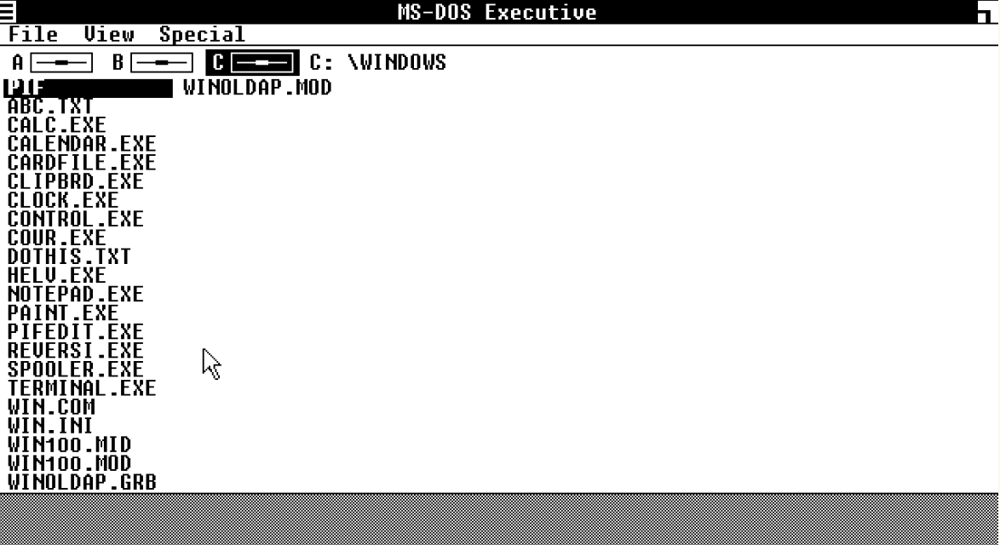 MS-DOS Executive
File View Special
A B C C: \WINDOWS
PIF WINOLDAP.MOD
ABC.TXT
CALC.EXE
CALENDAR.EXE
CARDFILE.EXE
CLIPBRD.EXE
CLOCK.EXE
CONTROL.EXE
COUR.EXE
DOTHIS.TXT
HELV.EXE
NOTEPAD.EXE
PAINT.EXE
PIFEDIT.EXE
REVERSI.EXE
SPOOLER.EXE
TERMINAL.EXE
WIN.COM
WIN.INI
WIN100.MID
WIN100.MOD
WINOLDAP.GRB